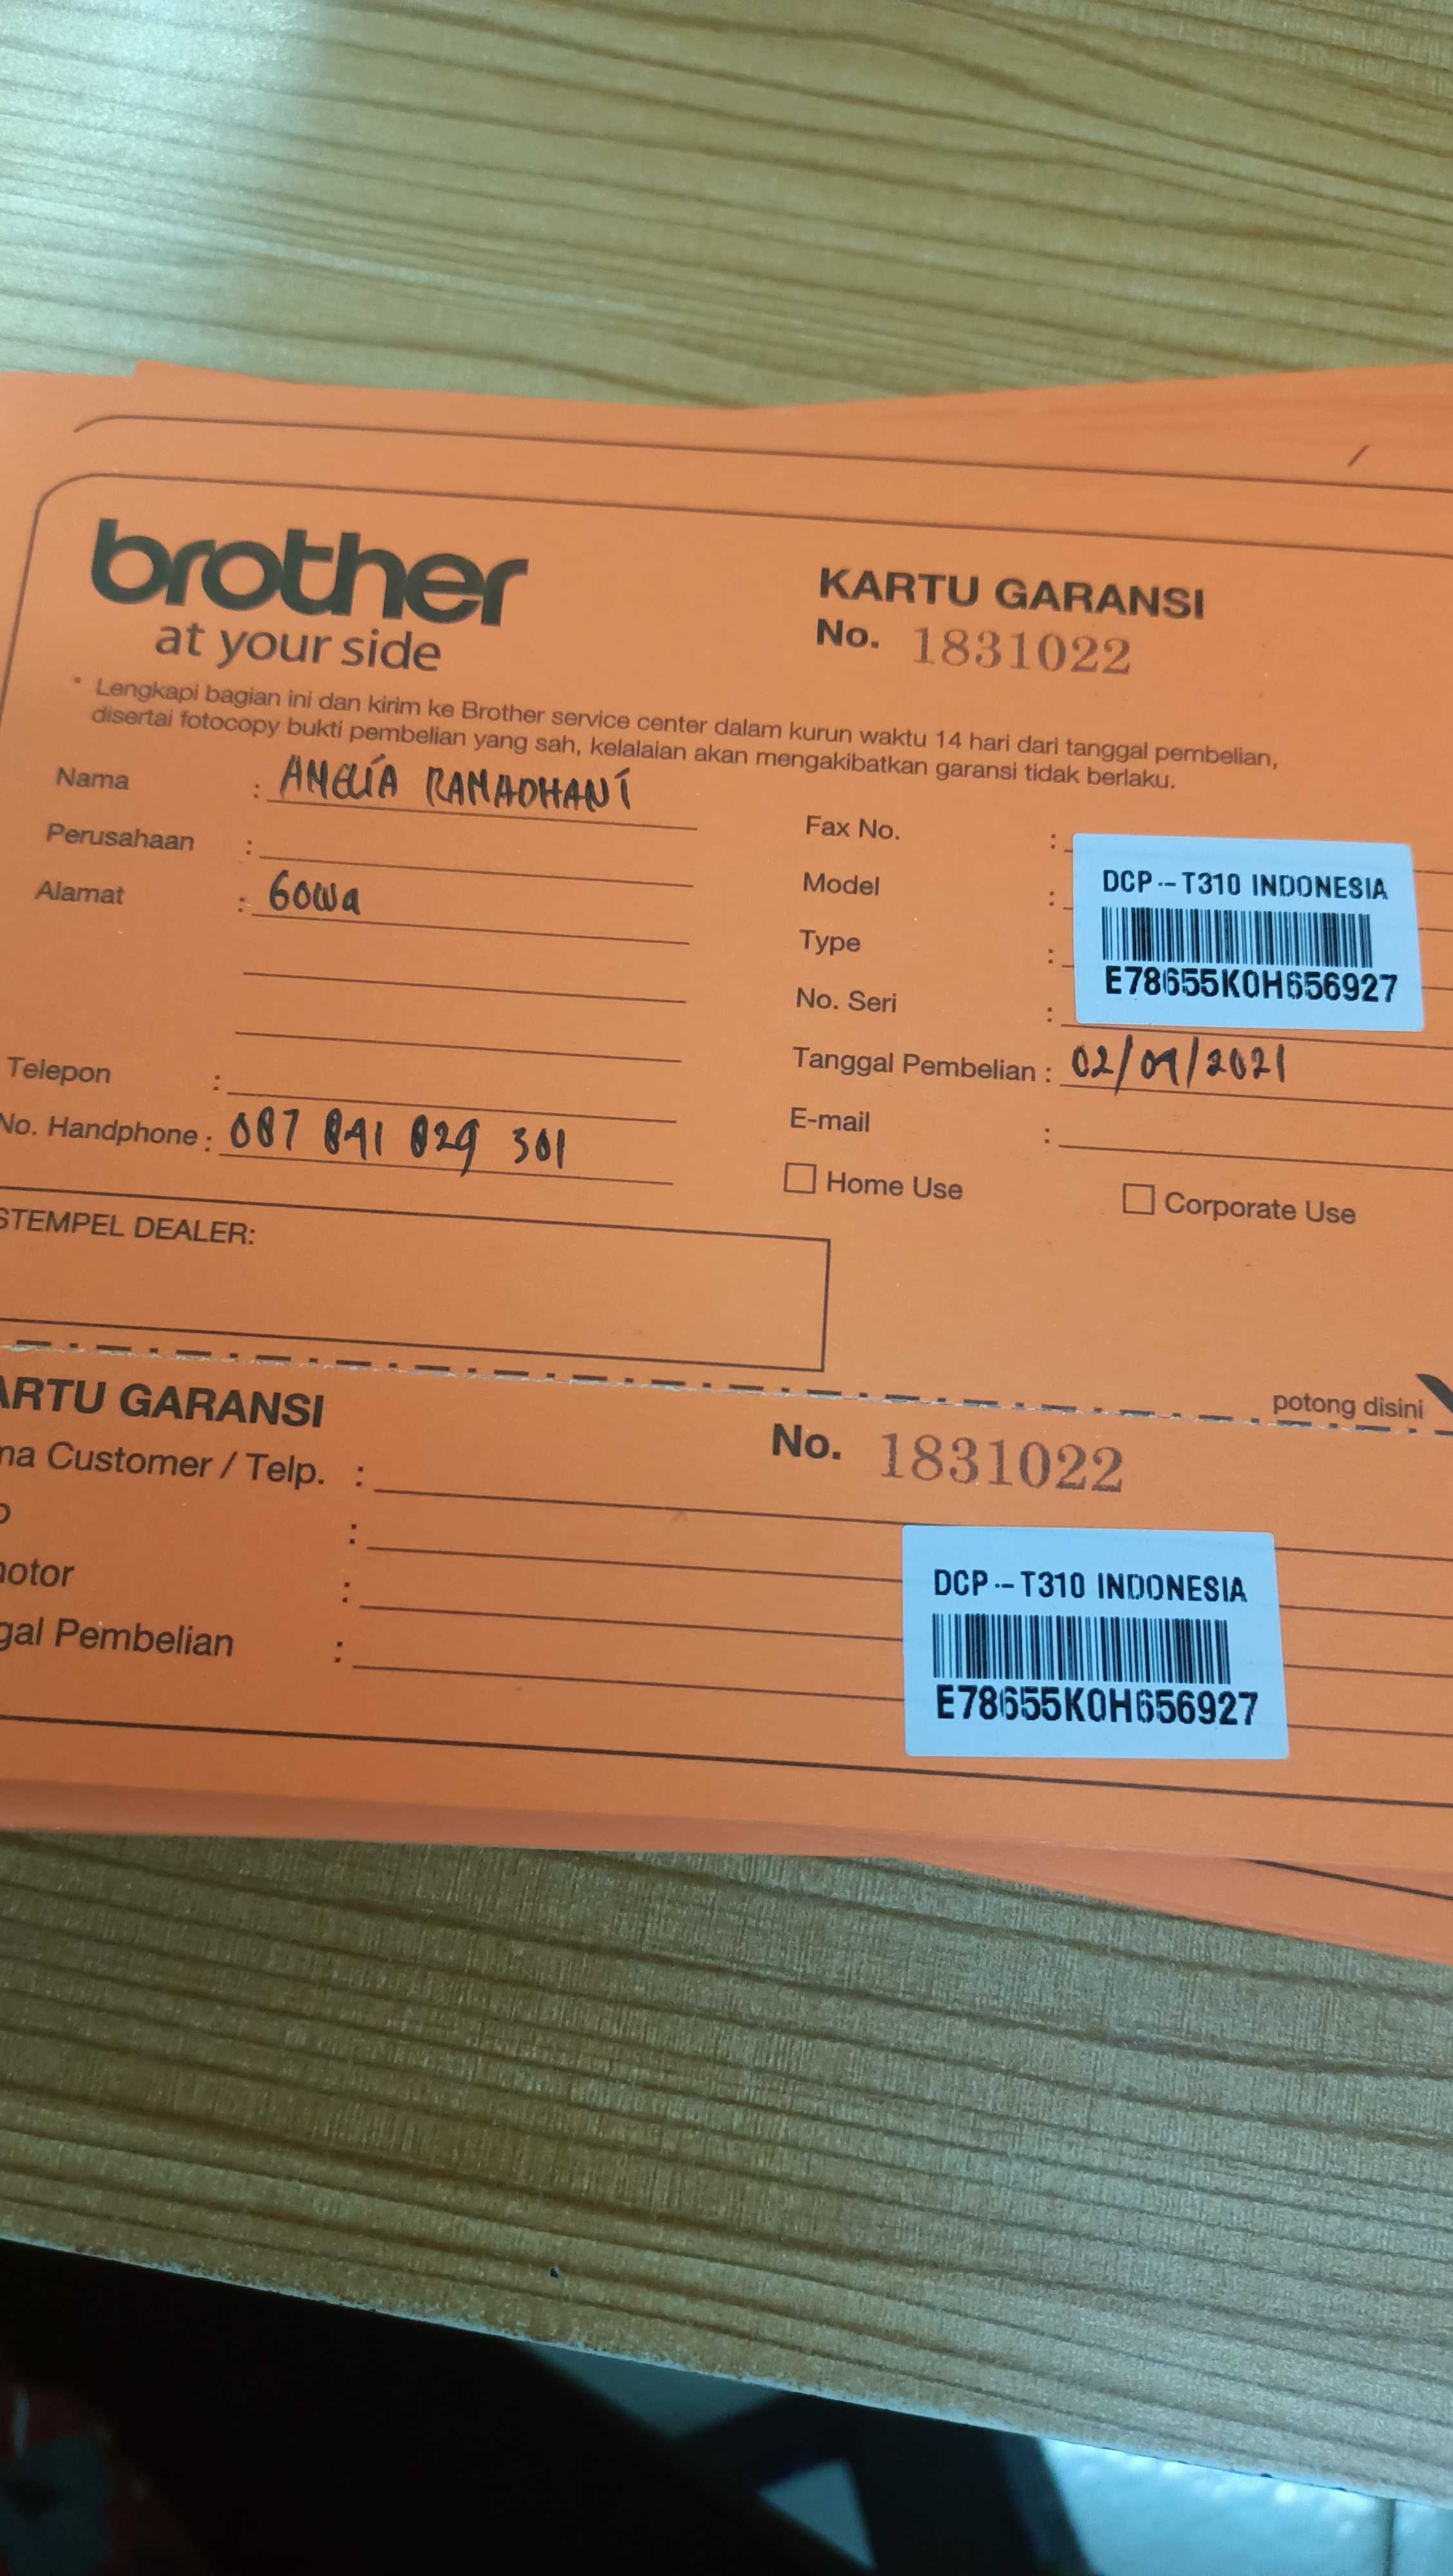 brother
at your side
KARTU GARANSI
No. 1831022
* Lengkapi bagian ini dan kirim ke Brother service center dalam kurun waktu 14 hari dari tanggal pembelian,
disertai fotocopy bukti pembelian yang sah, kelalaian akan mengakibatkan garansi tidak berlaku.
Nama : AMELIA RAMADHANI
Perusahaan :
Alamat : Gowa
Telepon :
No. Handphone : 087 841 829 301
Fax No. :
Model :
Type :
No. Seri :
DCP-T310 INDONESIA
E78655K0H656927
Tanggal Pembelian : 02/09/2021
E-mail :
Home Use
Corporate Use
STEMPEL DEALER:
potong disini
ARTU GARANSI
No. 1831022
ma Customer / Telp. :
:
otor :
gal Pembelian :
DCP-T310 INDONESIA
E78655K0H656927